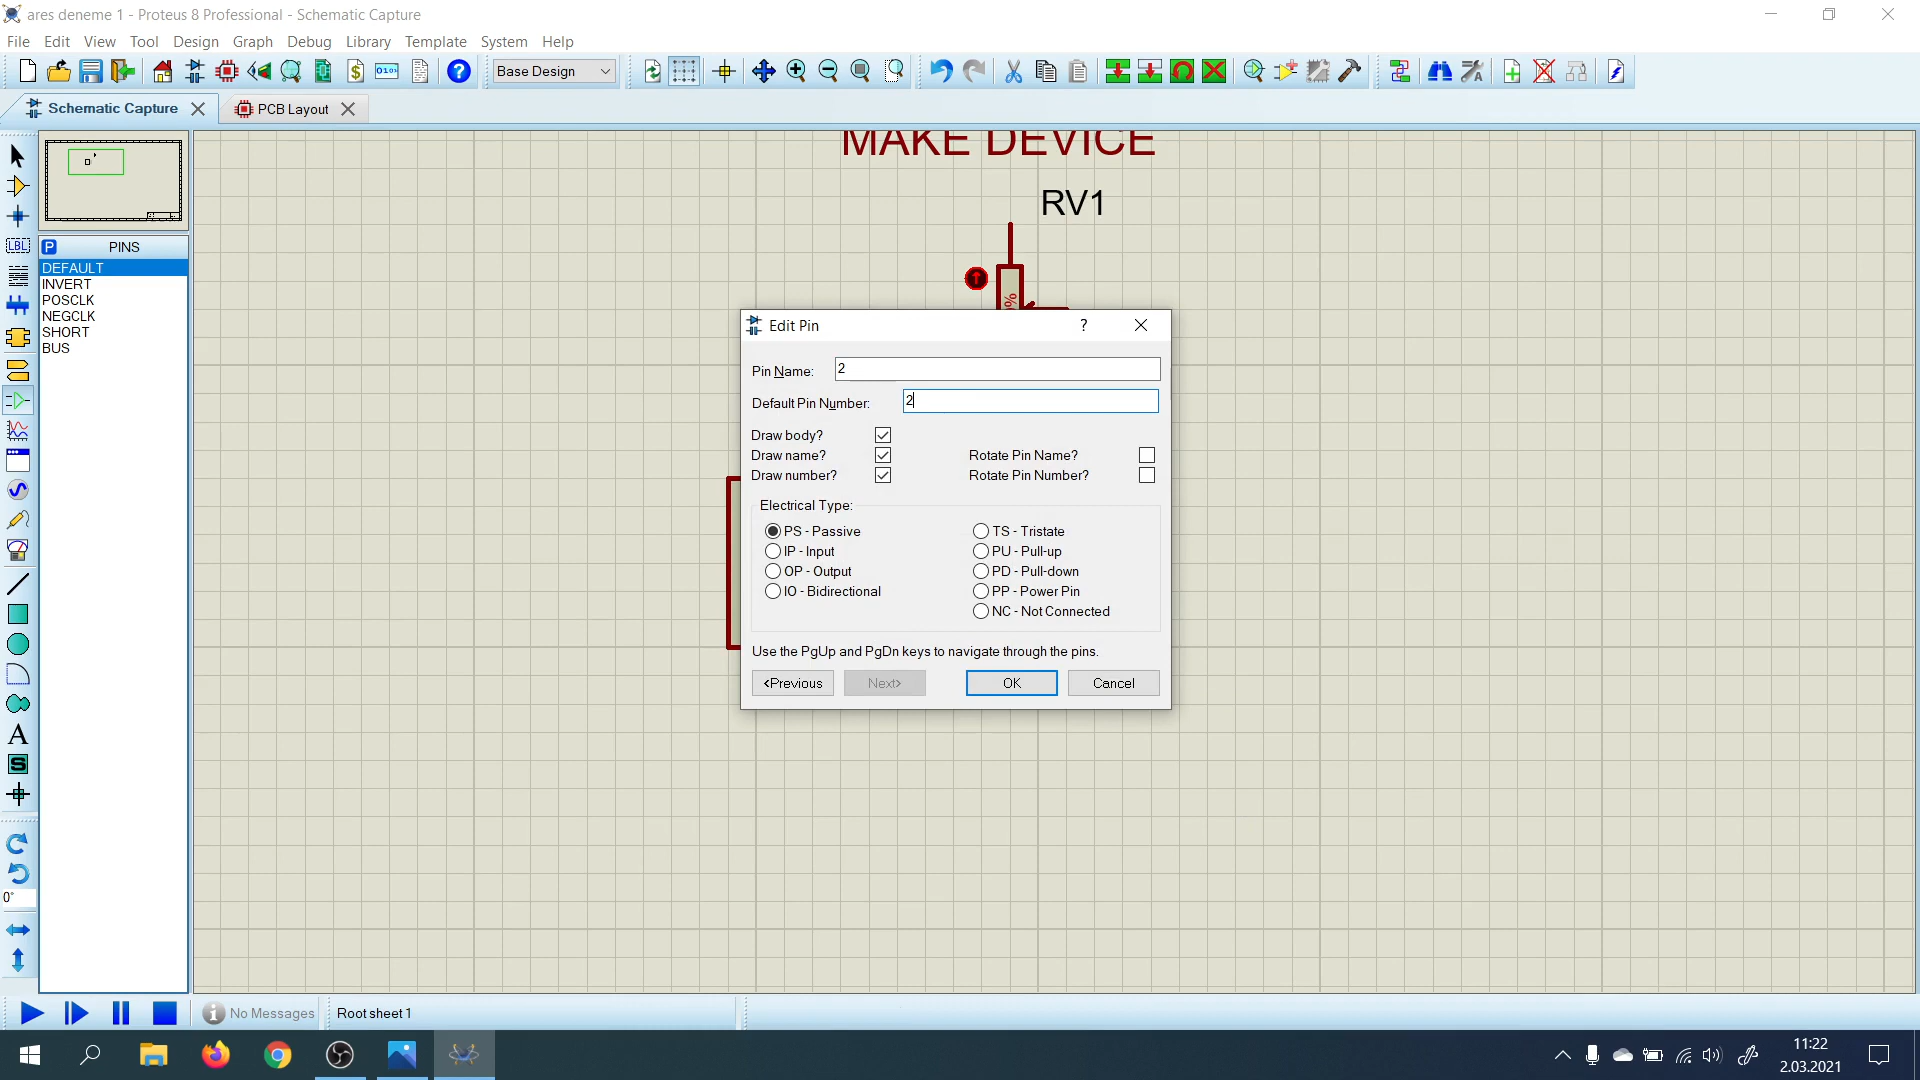 ares deneme 1 - Proteus 8 Professional - Schematic Capture
File Edit View Tool Design Graph Debug Library Template System Help
Base Design
Schematic Capture
PCB Layout
MAKE DEVICE
RV1
%
P PINS
DEFAULT
INVERT
POSCLK
NEGCLK
SHORT
BUS
LBL
A
S
0°
Edit Pin
?
Pin Name: 2
Default Pin Number: 2
Draw body?
Draw name? Rotate Pin Name?
Draw number? Rotate Pin Number?
Electrical Type:
PS - Passive TS - Tristate
IP - Input PU - Pull-up
OP - Output PD - Pull-down
IO - Bidirectional PP - Power Pin
NC - Not Connected
Use the PgUp and PgDn keys to navigate through the pins.
<Previous Next> OK Cancel
No Messages Root sheet 1
11:22
2.03.2021